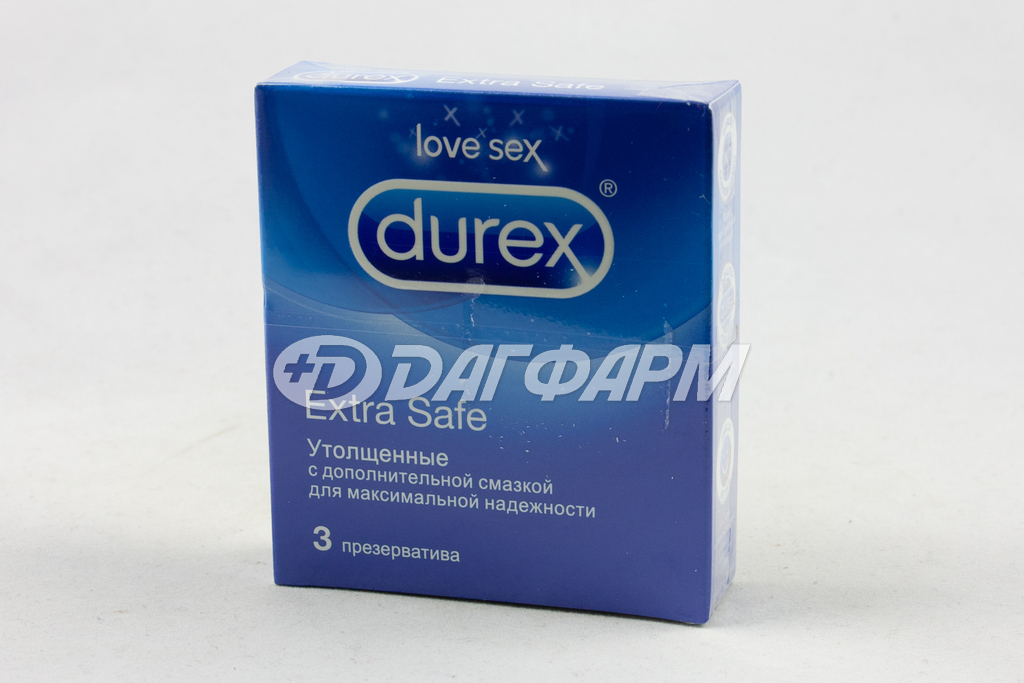 durex Extra Safe
love sex
durex®
ДАГФАРМ
Extra Safe
Утолщенные
с дополнительной смазкой
для максимальной надежности
3 презерватива